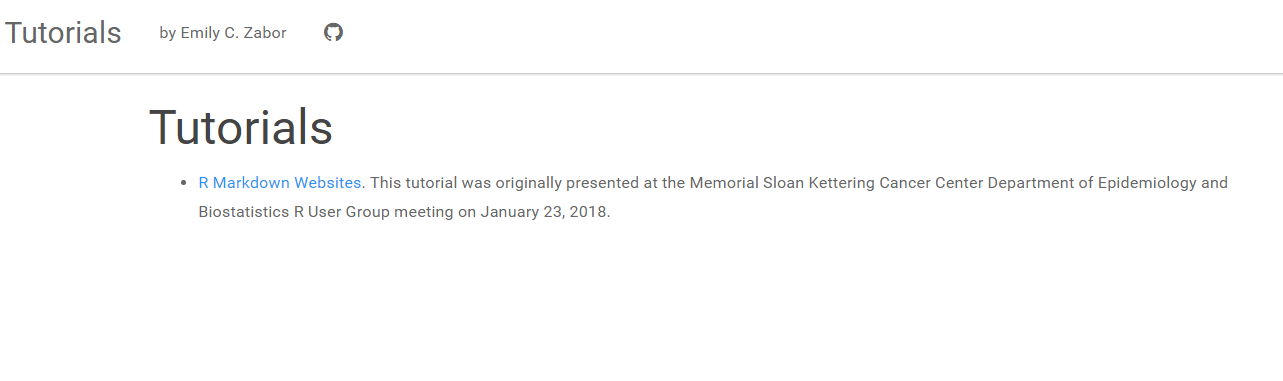 Tutorials by Emily C. Zabor
Tutorials
R Markdown Websites. This tutorial was originally presented at the Memorial Sloan Kettering Cancer Center Department of Epidemiology and
Biostatistics R User Group meeting on January 23, 2018.